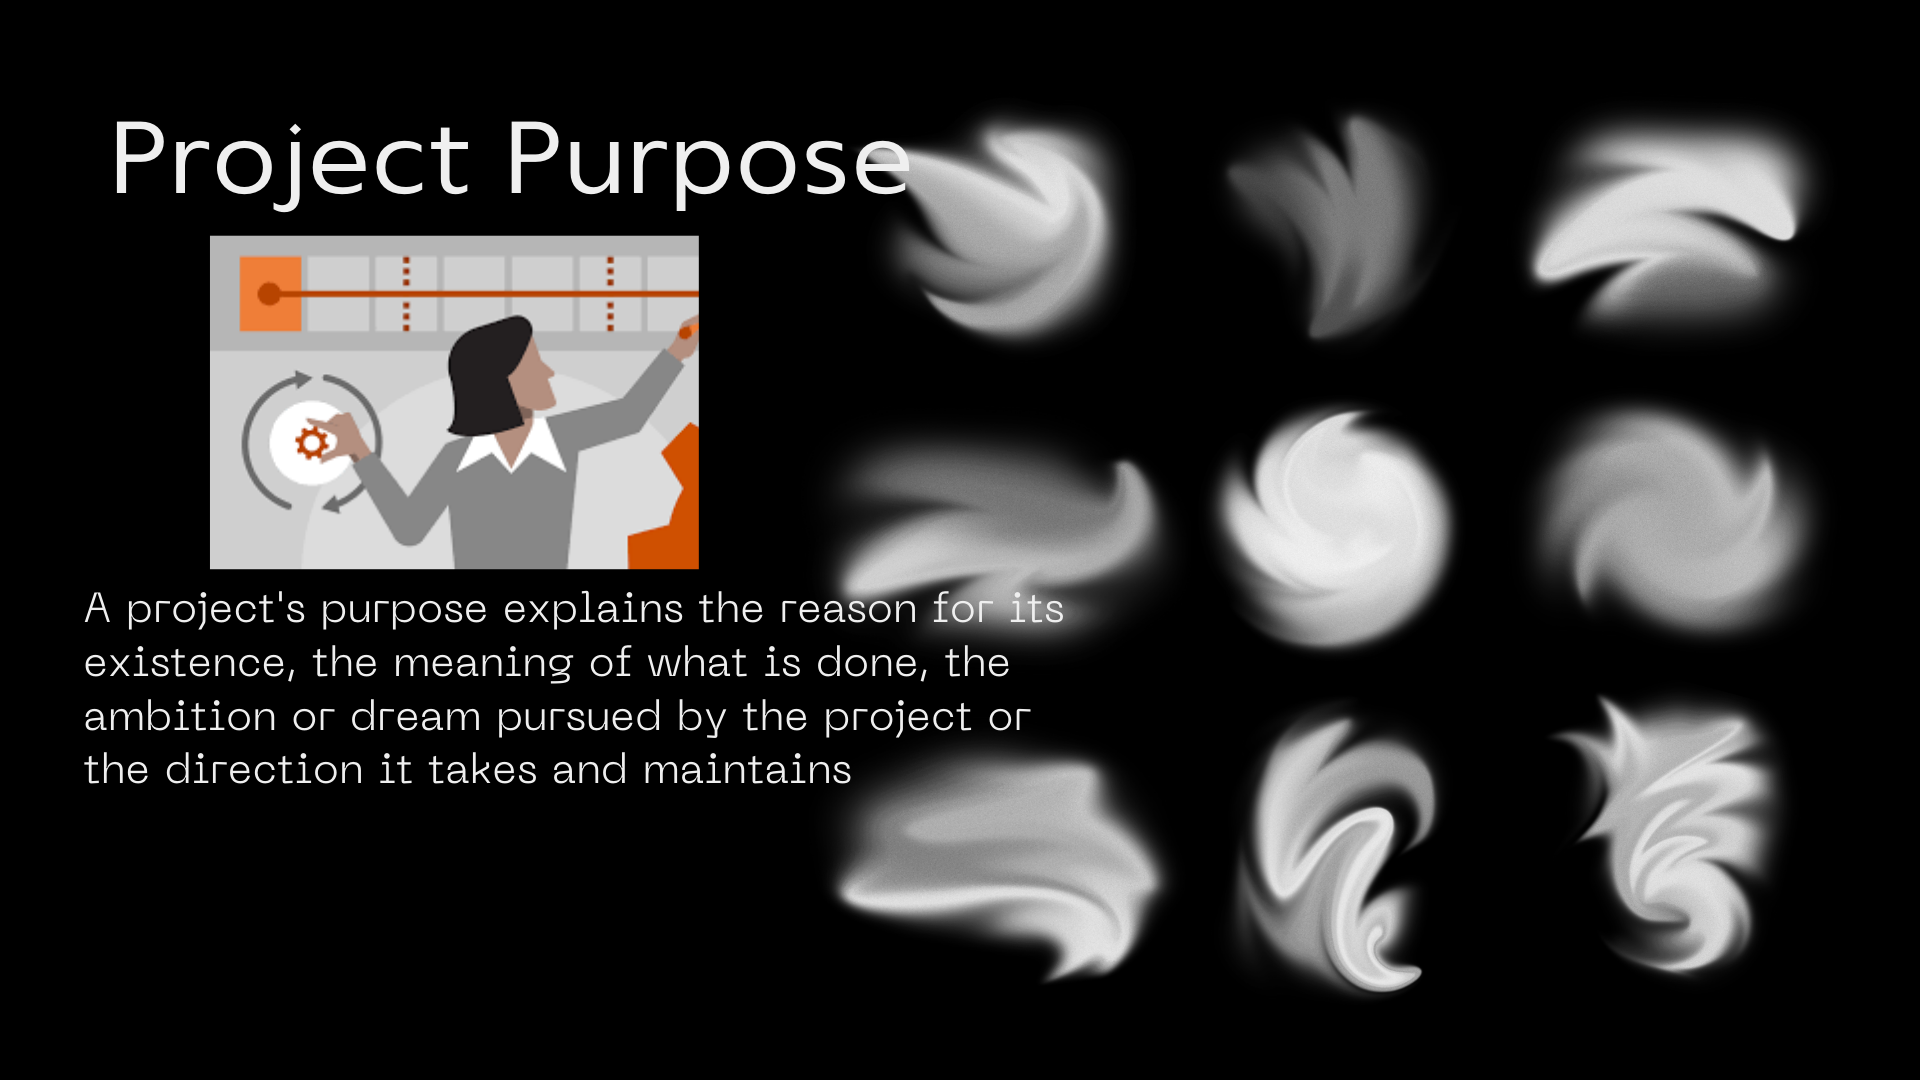 Project Purpose
A project's purpose explains the reason for its
existence, the meaning of what is done, the
ambition or dream pursued by the project or
the direction it takes and maintains